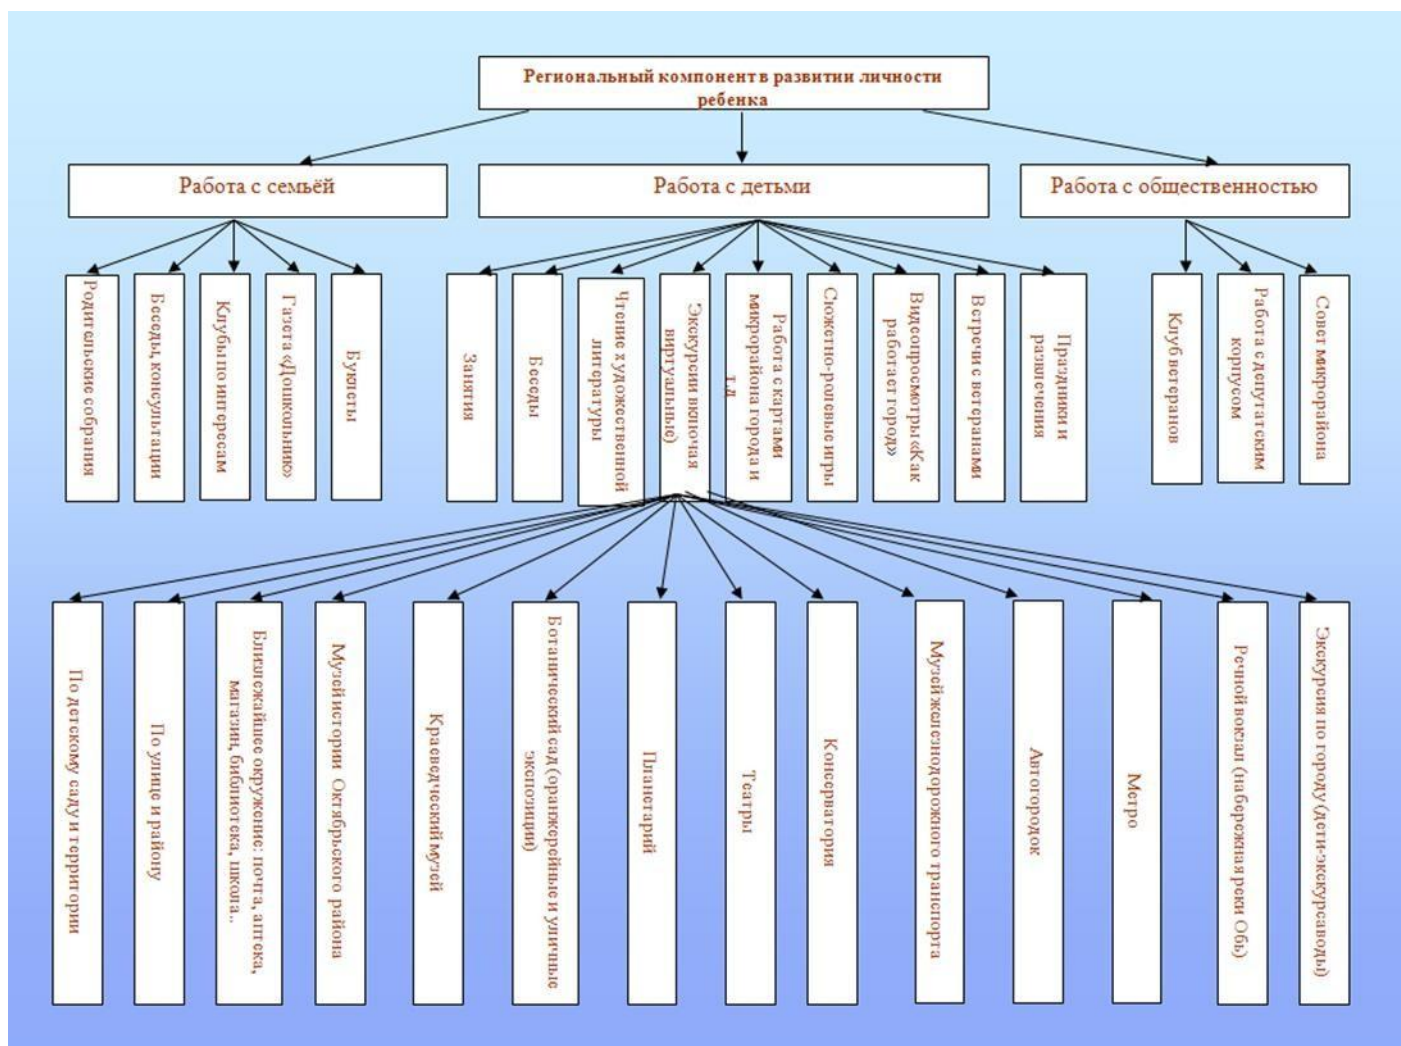 Региональный компонент в развитии личности
ребенка
Работа с семьёй
Работа с детьми
Работа с общественностью
Родительские собрания
Беседы, консультации
Клубы по интересам
Газета «Дошкольник»
Буклеты
Занятия
Беседы
Чтение художественной
литературы
Экскурсии включая
виртуальные)
Работа с картами
микрорайона города и
т.д
Сюжетно-ролевые игры
Видеопросмотры «Как
работает город»
Встречи с ветеранами
Праздники и
развлечения
Клуб ветеранов
Работа с депутатским
корпусом
Совет микрорайона
По детскому саду и территории
По улице и району
Близлежайшее окружение: почта, аптека,
магазин, библиотека, школа..
Музей истории Октябрьского района
Краеведческий музей
Ботанический сад (оранжерейные и уличные
экспозиции)
Планетарий
Театры
Консерватория
Музей железнодорожного транспорта
Автогородок
Метро
Речной вокзал (набережная реки Обь)
Экскурсия по городу (дети-экскурсаводы)